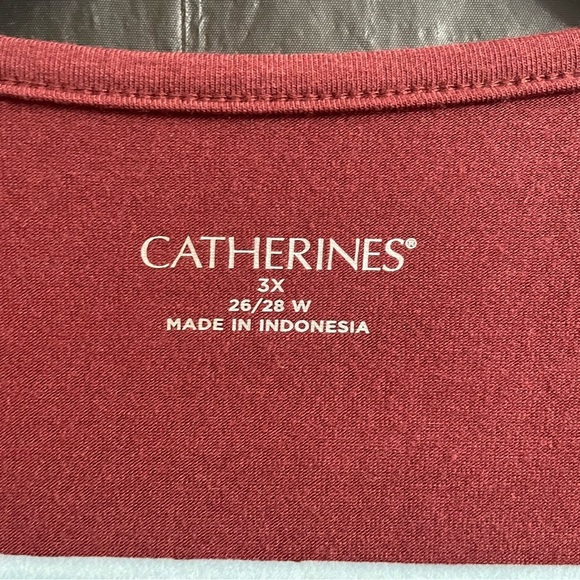 CATHERINES®
3X
26/28 W
MADE IN INDONESIA